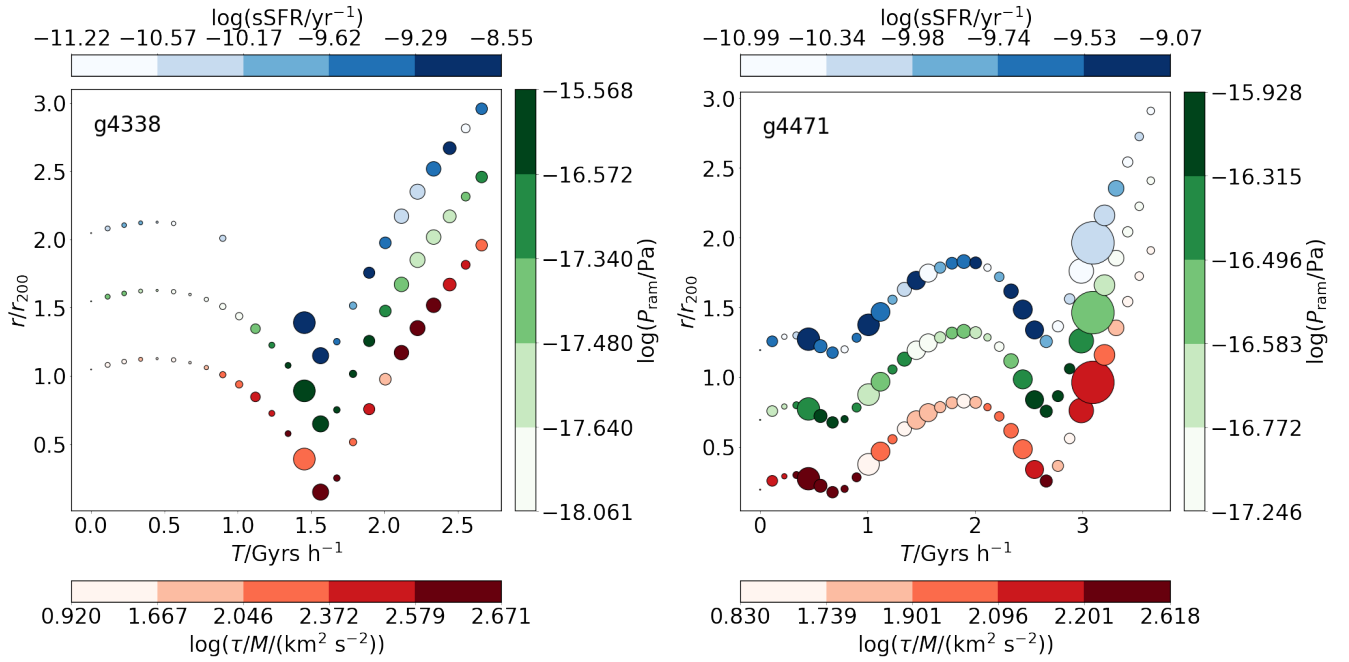 log(sSFR/yr⁻¹)
−11.22 −10.57 −10.17 −9.62 −9.29 −8.55
g4338
3.0
2.5
2.0
1.5
1.0
0.5
r/r₂₀₀
0.0 0.5 1.0 1.5 2.0 2.5
T/Gyrs h⁻¹
−15.568
−16.572
−17.340
−17.480
−17.640
−18.061
log(P_ram/Pa)
0.920 1.667 2.046 2.372 2.579 2.671
log(τ/M/(km² s⁻²))
log(sSFR/yr⁻¹)
−10.99 −10.34 −9.98 −9.74 −9.53 −9.07
g4471
3.0
2.5
2.0
1.5
1.0
0.5
r/r₂₀₀
0 1 2 3
T/Gyrs h⁻¹
−15.928
−16.315
−16.496
−16.583
−16.772
−17.246
log(P_ram/Pa)
0.830 1.739 1.901 2.096 2.201 2.618
log(τ/M/(km² s⁻²))